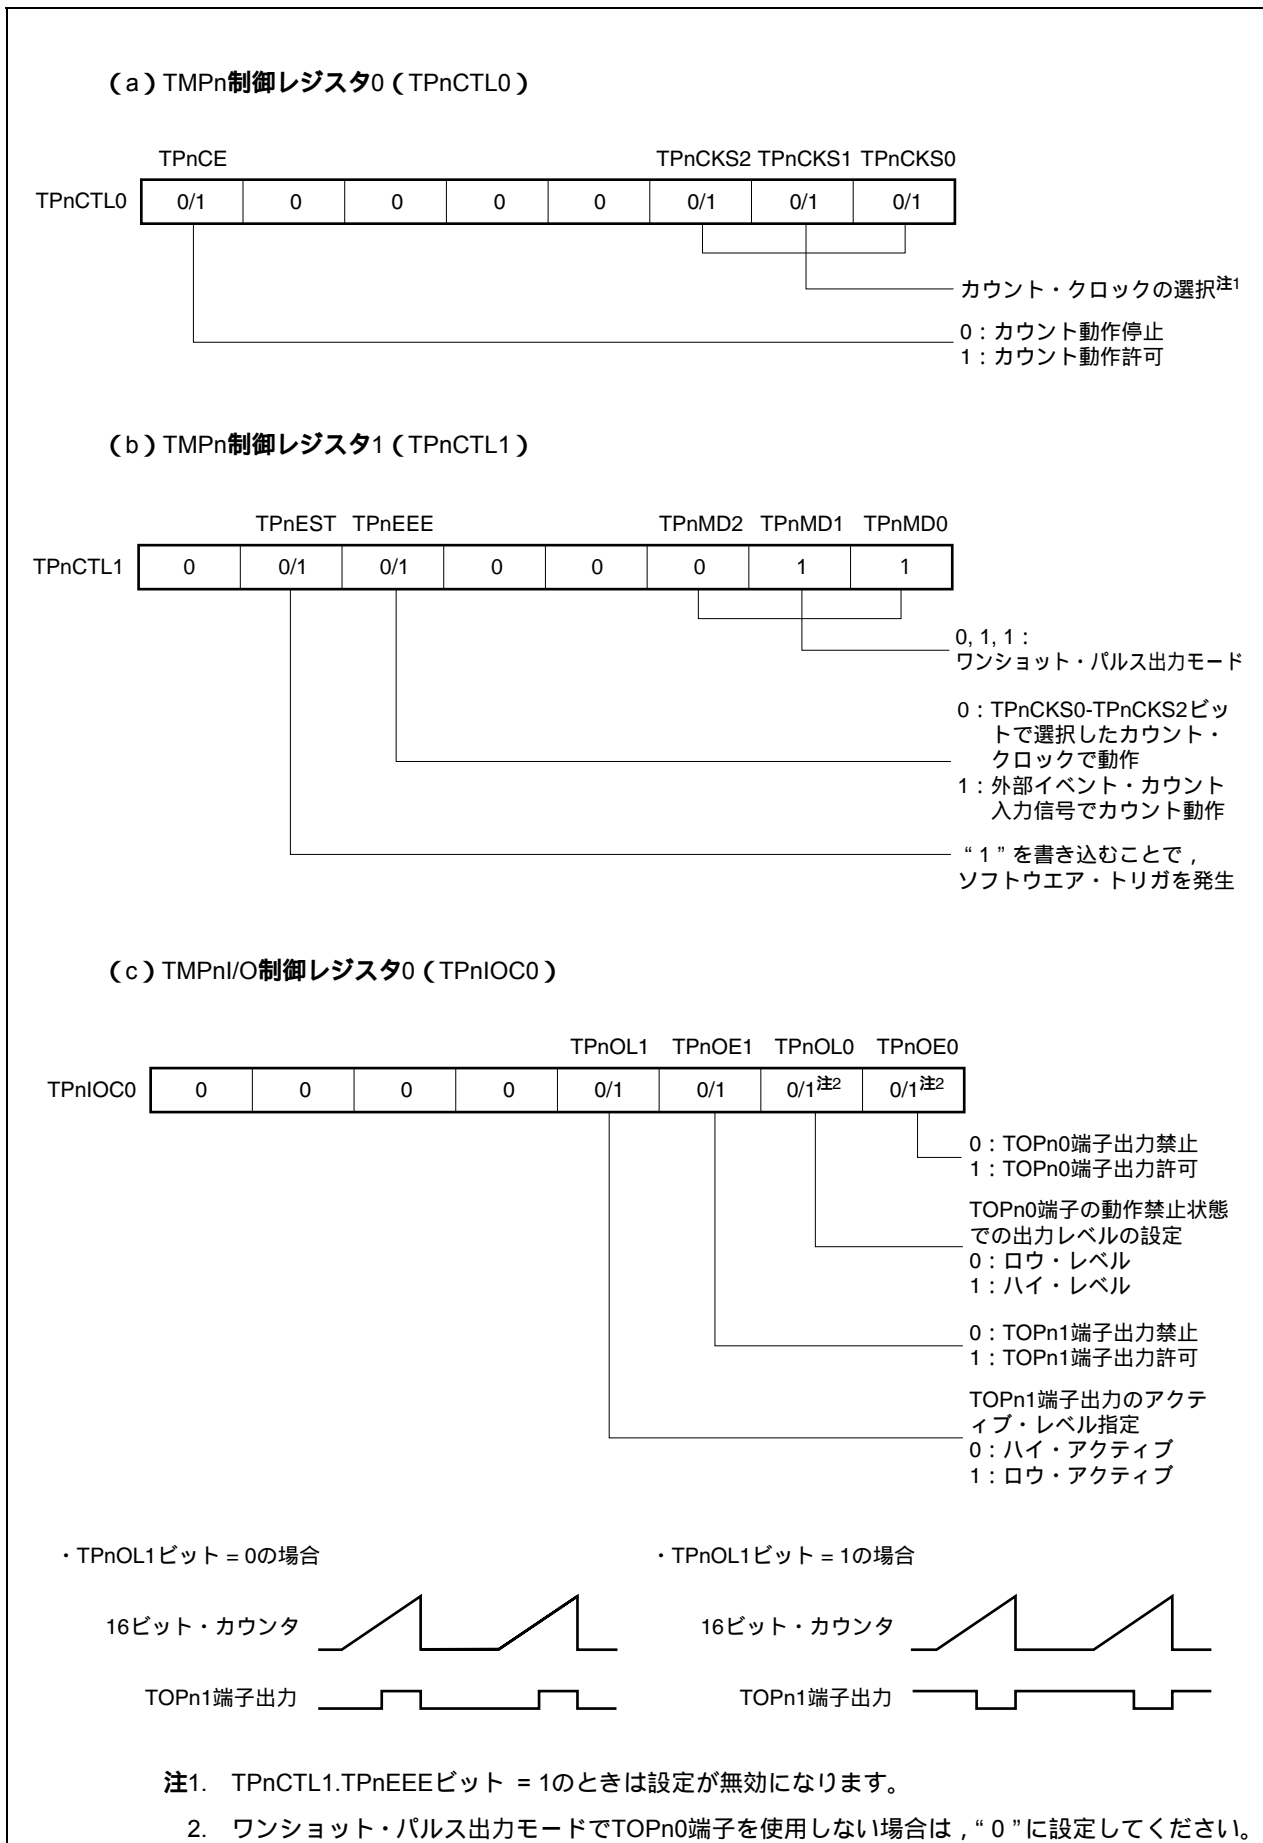 （a）TMPn制御レジスタ0（TPnCTL0）
TPnCE TPnCKS2 TPnCKS1 TPnCKS0
TPnCTL0 0/1 0 0 0 0 0/1 0/1 0/1
カウント・クロックの選択注1
0：カウント動作停止
1：カウント動作許可
（b）TMPn制御レジスタ1（TPnCTL1）
TPnEST TPnEEE TPnMD2 TPnMD1 TPnMD0
TPnCTL1 0 0/1 0/1 0 0 0 1 1
0, 1, 1：
ワンショット・パルス出力モード
0：TPnCKS0-TPnCKS2ビッ
トで選択したカウント・
クロックで動作
1：外部イベント・カウント
入力信号でカウント動作
“1”を書き込むことで，
ソフトウエア・トリガを発生
（c）TMPnI/O制御レジスタ0（TPnIOC0）
TPnOL1 TPnOE1 TPnOL0 TPnOE0
TPnIOC0 0 0 0 0 0/1 0/1 0/1注2 0/1注2
0：TOPn0端子出力禁止
1：TOPn0端子出力許可
TOPn0端子の動作禁止状態
での出力レベルの設定
0：ロウ・レベル
1：ハイ・レベル
0：TOPn1端子出力禁止
1：TOPn1端子出力許可
TOPn1端子出力のアクテ
ィブ・レベル指定
0：ハイ・アクティブ
1：ロウ・アクティブ
・TPnOL1ビット = 0の場合 ・TPnOL1ビット = 1の場合
16ビット・カウンタ 16ビット・カウンタ
TOPn1端子出力 TOPn1端子出力
注1. TPnCTL1.TPnEEEビット = 1のときは設定が無効になります。
2. ワンショット・パルス出力モードでTOPn0端子を使用しない場合は，“0”に設定してください。